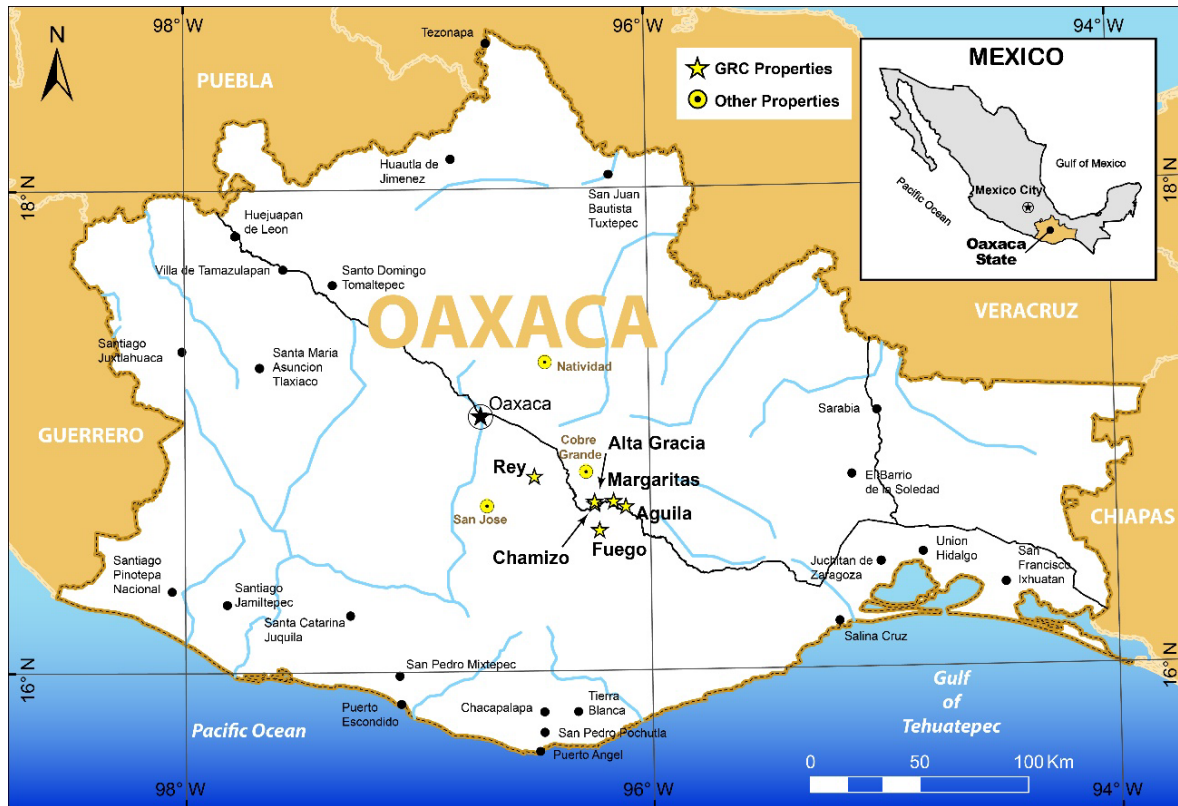 98° W
96° W
94° W
N
Tezonapa
PUEBLA
GRC Properties
Other Properties
MEXICO
Gulf of Mexico
Mexico City
Pacific Ocean
Oaxaca
State
Huautla de
Jimenez
San Juan
Bautista
Tuxtepec
18° N
18° N
Huejuapan
de Leon
Villa de Tamazulapan
Santo Domingo
Tomaltepec
VERACRUZ
OAXACA
Santiago
Juxtlahuaca
Santa Maria
Asuncion
Tlaxiaco
Natividad
Oaxaca
Sarabia
GUERRERO
Cobre
Grande
Alta Gracia
Rey
Margaritas
El Barrio
de la Soledad
San Jose
Aguila
CHIAPAS
Chamizo
Fuego
Union
Hidalgo
Juchitan de
Zaragoza
San
Francisco
Ixhuatan
Santiago
Pinotepa
Nacional
Santiago
Jamiltepec
Santa Catarina
Juquila
Salina Cruz
16° N
16° N
San Pedro Mixtepec
Gulf
of
Tehuatepec
Puerto
Escondido
Chacapalapa
Tierra
Blanca
Pacific Ocean
San Pedro Pochutla
Puerto Angel
0
50
100 Km
98° W
96° W
94° W